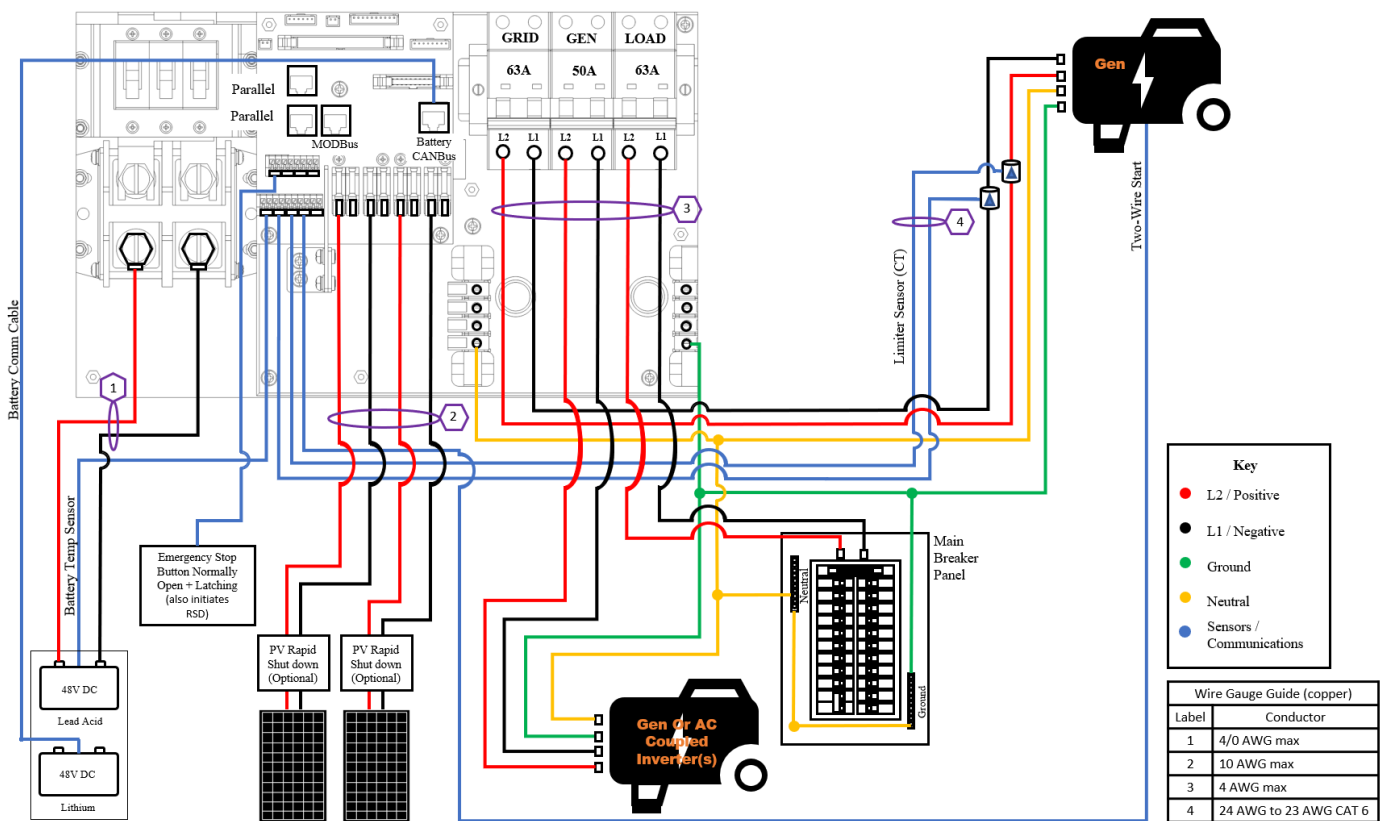 GRID
GEN
LOAD
63A
50A
63A
L2
L1
L2
L1
L2
L1
Parallel
Parallel
MODBus
Battery
CANBus
Gen
Two-Wire Start
Limiter Sensor (CT)
Battery Comm Cable
Battery Temp Sensor
1
2
3
4
Emergency Stop
Button Normally
Open + Latching
(also initiates
RSD)
PV Rapid
Shut down
(Optional)
PV Rapid
Shut down
(Optional)
48V DC
Lead Acid
48V DC
Lithium
Gen Or AC
Coupled
Inverter(s)
Main
Breaker
Panel
Neutral
Ground
Key
L2 / Positive
L1 / Negative
Ground
Neutral
Sensors /
Communications
Wire Gauge Guide (copper)
Label Conductor
1 4/0 AWG max
2 10 AWG max
3 4 AWG max
4 24 AWG to 23 AWG CAT 6